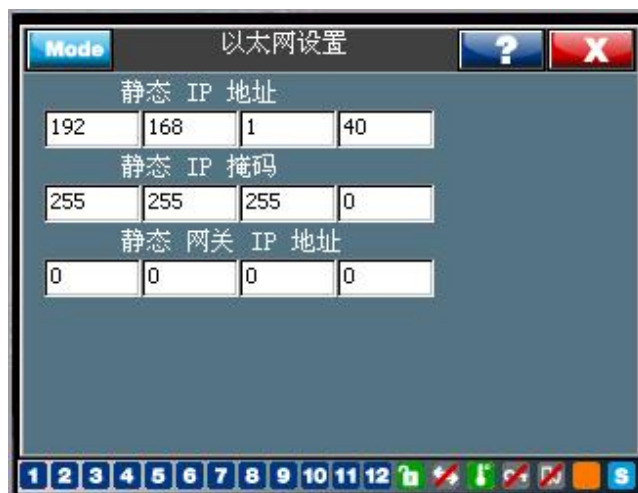 Mode 以太网设置 ? X
静态 IP 地址
192 168 1 40
静态 IP 掩码
255 255 255 0
静态 网关 IP 地址
0 0 0 0
1 2 3 4 5 6 7 8 9 10 11 12 S